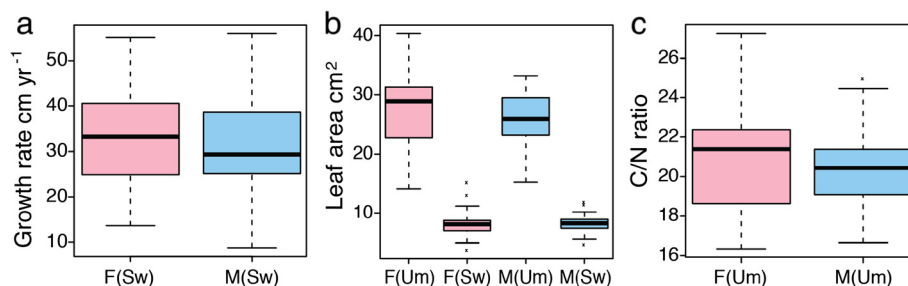 a
Growth rate cm yr-1
50
40
30
20
10
F(Sw) M(Sw)
b
Leaf area cm2
40
30
20
10
F(Um) F(Sw) M(Um) M(Sw)
c
C/N ratio
26
24
22
20
18
16
F(Um) M(Um)